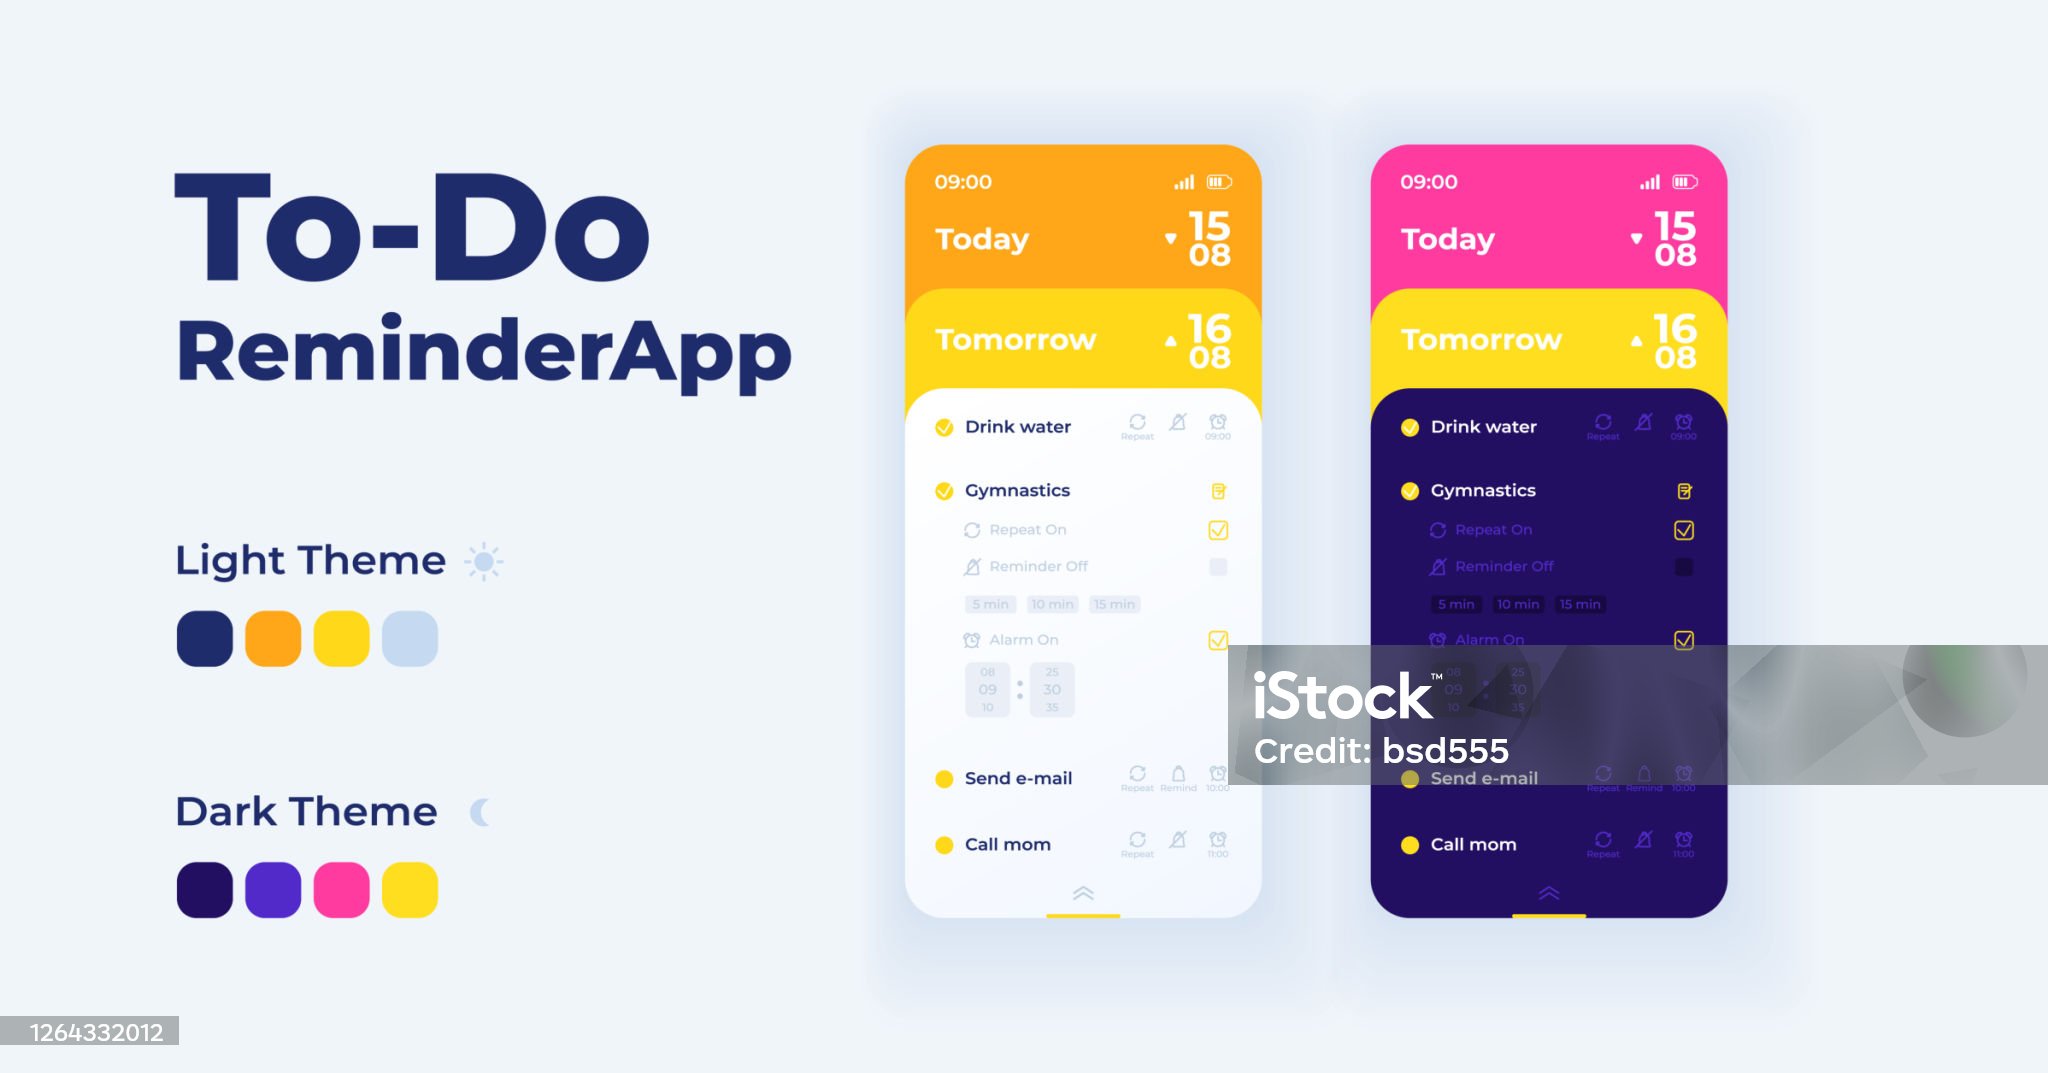 To-Do
ReminderApp
Light Theme
Dark Theme
09:00
Today
15
08
Tomorrow
16
08
Drink water
Repeat
09:00
Gymnastics
Repeat On
Reminder Off
5 min 10 min 15 min
Alarm On
08 25
09 : 30
10 35
Send e-mail
Repeat Remind 10:00
Call mom
Repeat 11:00
09:00
Today
15
08
Tomorrow
16
08
Drink water
Repeat 09:00
Gymnastics
Repeat On
Reminder Off
5 min 10 min 15 min
Alarm On
08 25
09 : 30
10 35
Send e-mail
Repeat Remind 10:00
Call mom
Repeat 11:00
iStock™
Credit: bsd555
1264332012